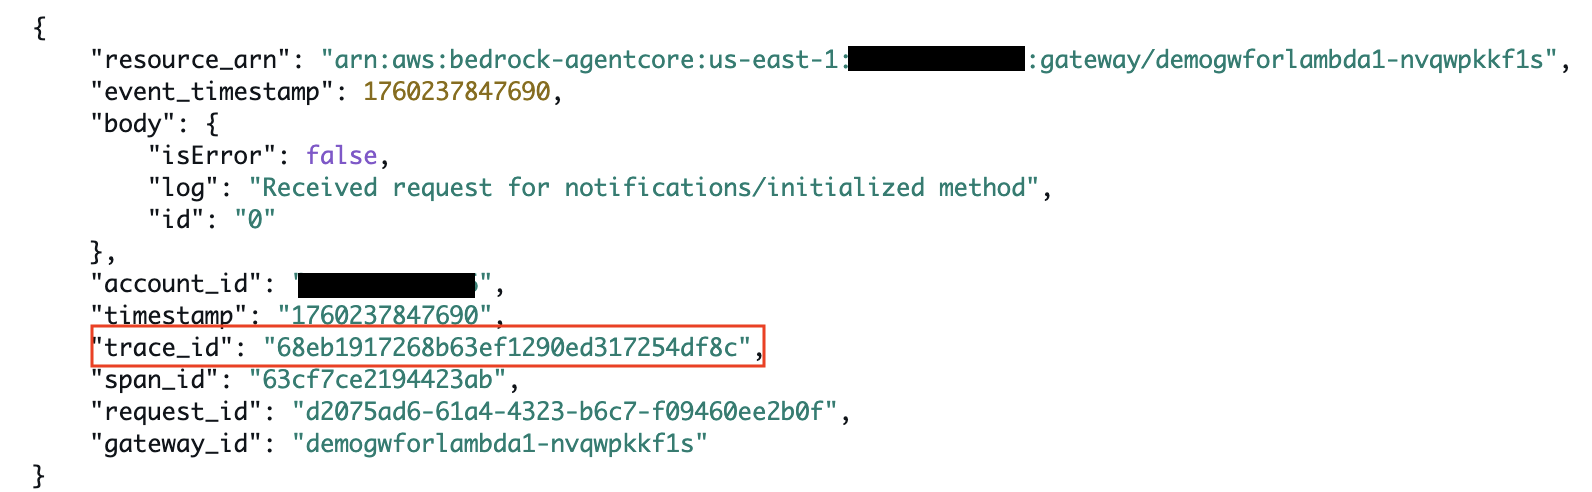 {
"resource_arn": "arn:aws:bedrock-agentcore:us-east-1: :gateway/demogwforlambda1-nvqwpkkf1s",
"event_timestamp": 1760237847690,
"body": {
"isError": false,
"log": "Received request for notifications/initialized method",
"id": "0"
},
"account_id": " ",
"timestamp": "1760237847690",
"trace_id": "68eb1917268b63ef1290ed317254df8c",
"span_id": "63cf7ce2194423ab",
"request_id": "d2075ad6-61a4-4323-b6c7-f09460ee2b0f",
"gateway_id": "demogwforlambda1-nvqwpkkf1s"
}